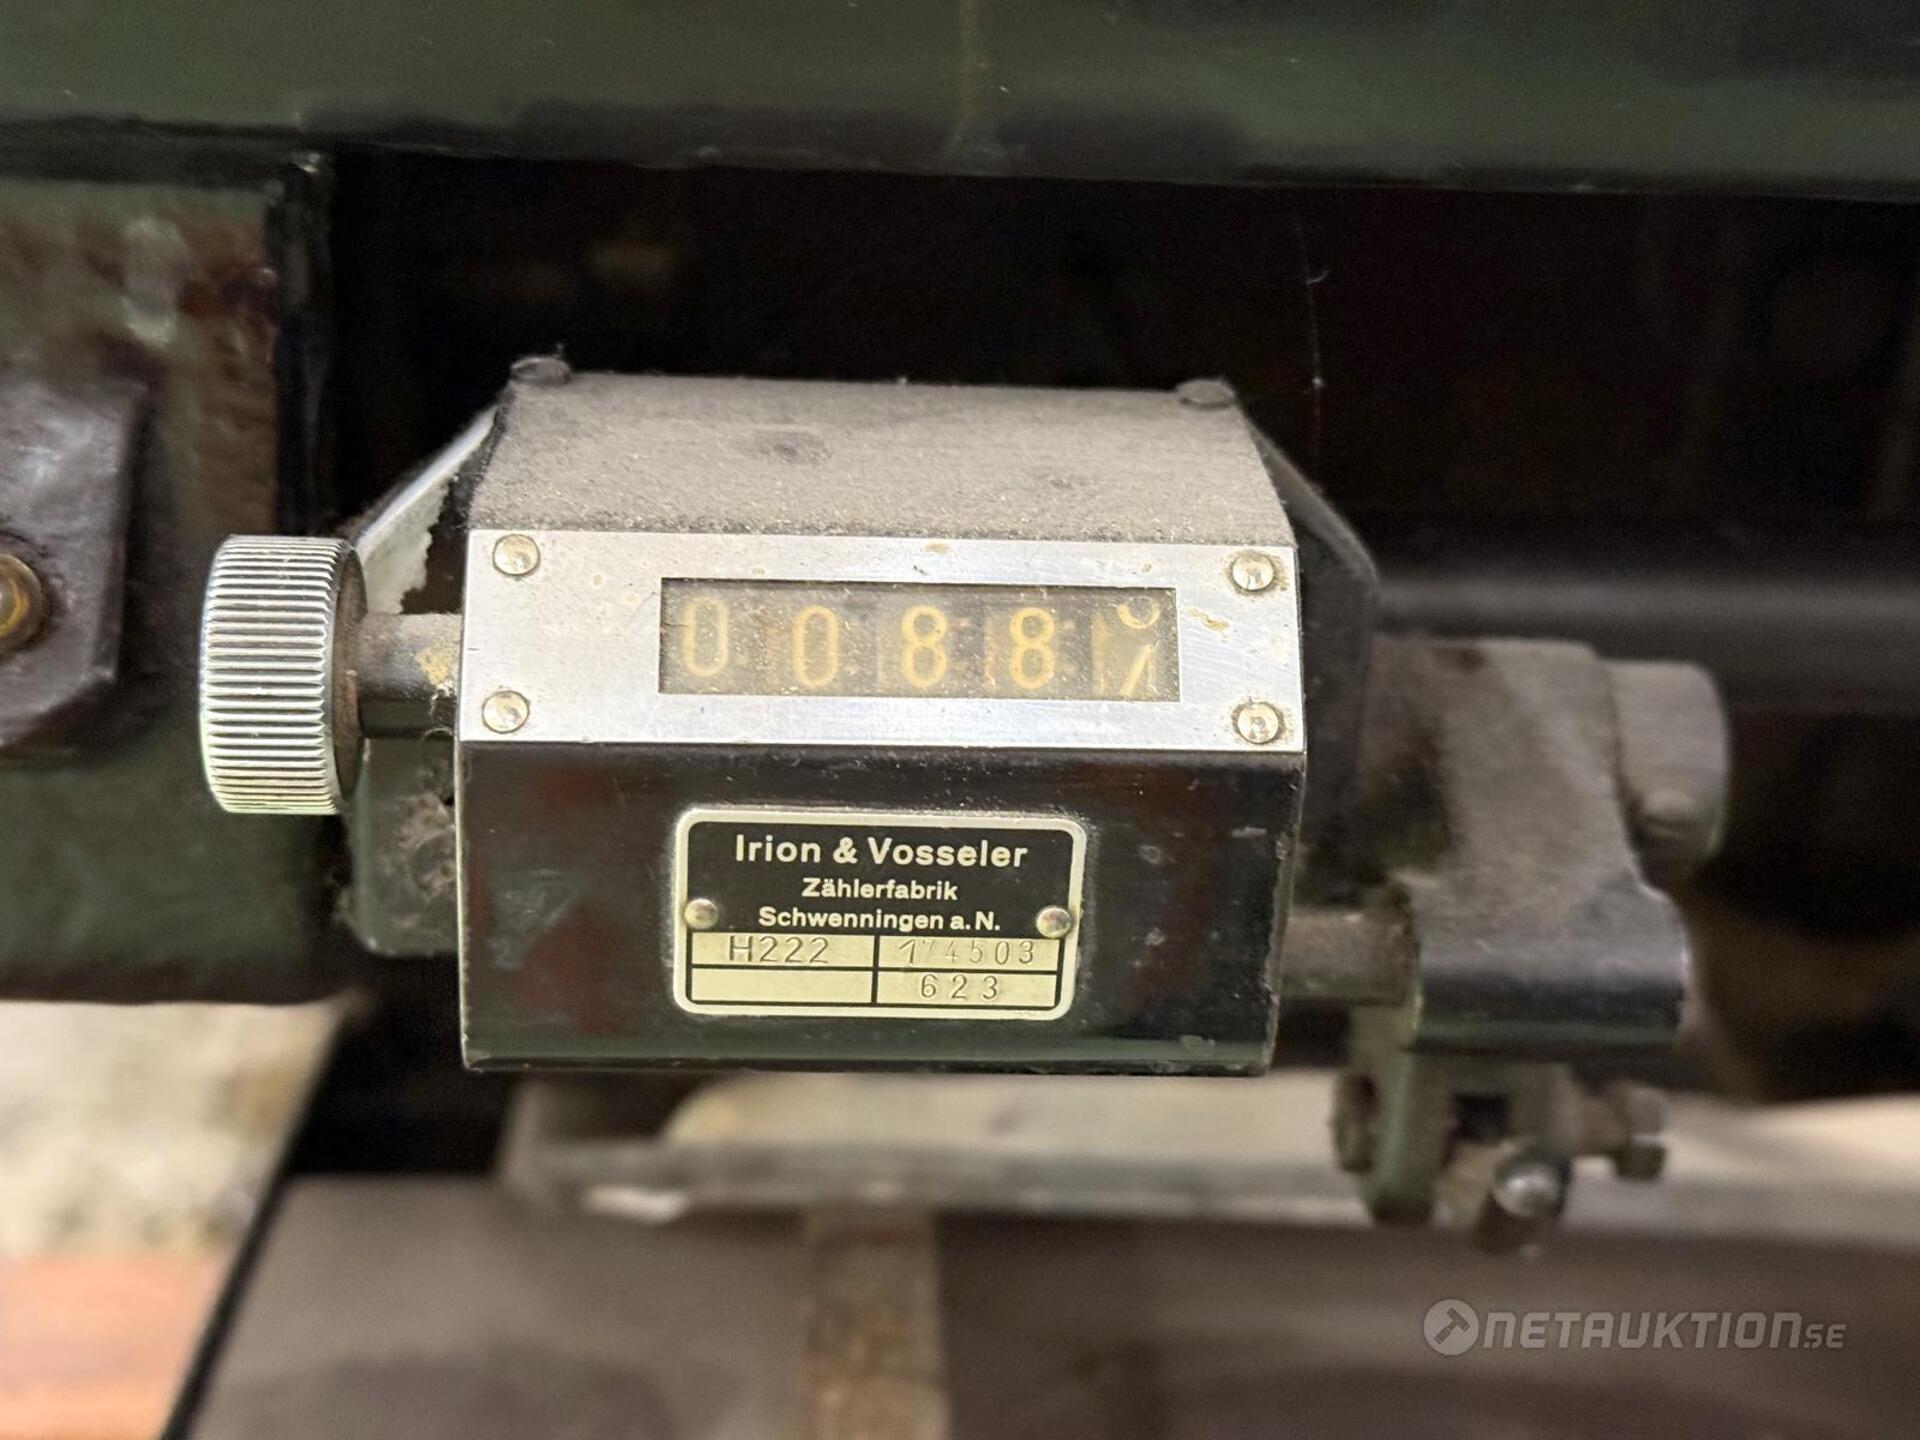 0088
Irion & Vosseler
Zählerfabrik
Schwenningen a. N.
H222 174503
623
NETAUKTION.SE